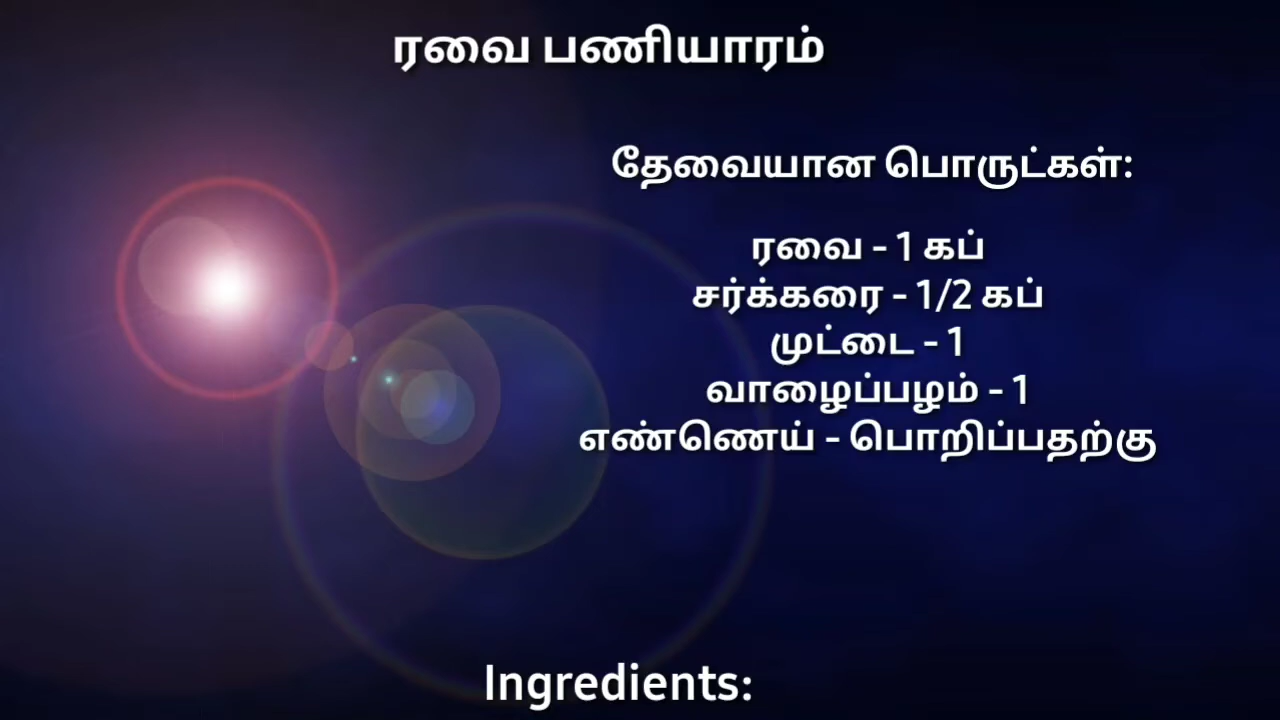 ரவை பணியாரம்
தேவையான பொருட்கள்:
ரவை - 1 கப்
சர்க்கரை - 1/2 கப்
முட்டை - 1
வாழைப்பழம் - 1
எண்ணெய் - பொறிப்பதற்கு
Ingredients: